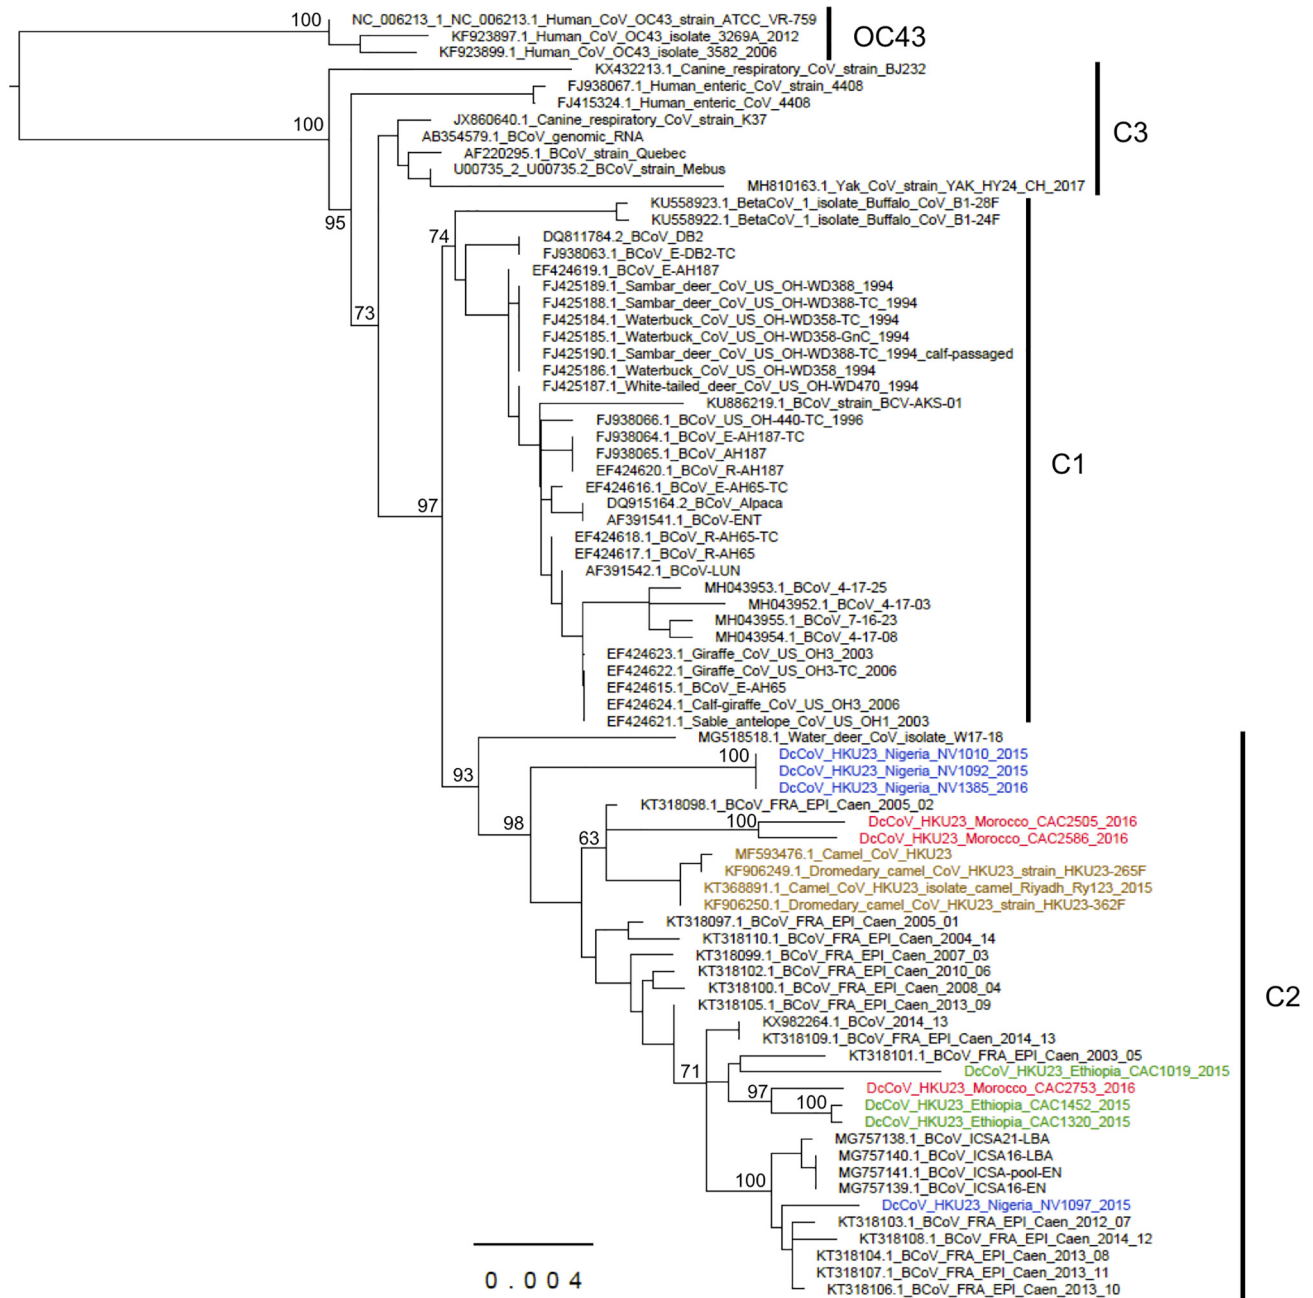 100
NC_006213_1_NC_006213.1_Human_CoV_OC43_strain_ATCC_VR-759
KF923897.1_Human_CoV_OC43_isolate_3269A_2012
KF923899.1_Human_CoV_OC43_isolate_3582_2006
OC43
KX432213.1_Canine_respiratory_CoV_strain_BJ232
FJ938067.1_Human_enteric_CoV_strain_4408
FJ415324.1_Human_enteric_CoV_4408
100
JX860640.1_Canine_respiratory_CoV_strain_K37
AB354579.1_BCoV_genomic_RNA
C3
AF220295.1_BCoV_strain_Quebec
U00735_2_U00735.2_BCoV_strain_Mebus
MH810163.1_Yak_CoV_strain_YAK_HY24_CH_2017
95
KU558923.1_BetaCoV_1_isolate_Buffalo_CoV_B1-28F
KU558922.1_BetaCoV_1_isolate_Buffalo_CoV_B1-24F
74
DQ811784.2_BCoV_DB2
FJ938063.1_BCoV_E-DB2-TC
EF424619.1_BCoV_E-AH187
FJ425189.1_Sambar_deer_CoV_US_OH-WD388_1994
FJ425188.1_Sambar_deer_CoV_US_OH-WD388-TC_1994
73
FJ425184.1_Waterbuck_CoV_US_OH-WD358-TC_1994
FJ425185.1_Waterbuck_CoV_US_OH-WD358-GnC_1994
FJ425190.1_Sambar_deer_CoV_US_OH-WD388-TC_1994_calf-passaged
FJ425186.1_Waterbuck_CoV_US_OH-WD358_1994
FJ425187.1_White-tailed_deer_CoV_US_OH-WD470_1994
KU886219.1_BCoV_strain_BCV-AKS-01
FJ938066.1_BCoV_US_OH-440-TC_1996
FJ938064.1_BCoV_E-AH187-TC
FJ938065.1_BCoV_AH187
C1
EF424620.1_BCoV_R-AH187
EF424616.1_BCoV_E-AH65-TC
97
DQ915164.2_BCoV_Alpaca
AF391541.1_BCoV-ENT
EF424618.1_BCoV_R-AH65-TC
EF424617.1_BCoV_R-AH65
AF391542.1_BCoV-LUN
MH043953.1_BCoV_4-17-25
MH043952.1_BCoV_4-17-03
MH043955.1_BCoV_7-16-23
MH043954.1_BCoV_4-17-08
EF424623.1_Giraffe_CoV_US_OH3_2003
EF424622.1_Giraffe_CoV_US_OH3-TC_2006
EF424615.1_BCoV_E-AH65
EF424624.1_Calf-giraffe_CoV_US_OH3_2006
EF424621.1_Sable_antelope_CoV_US_OH1_2003
MG518518.1_Water_deer_CoV_isolate_W17-18
100
DcCoV_HKU23_Nigeria_NV1010_2015
93
DcCoV_HKU23_Nigeria_NV1092_2015
DcCoV_HKU23_Nigeria_NV1385_2016
KT318098.1_BCoV_FRA_EPI_Caen_2005_02
98
100
DcCoV_HKU23_Morocco_CAC2505_2016
63
DcCoV_HKU23_Morocco_CAC2586_2016
MF593476.1_Camel_CoV_HKU23
KF906249.1_Dromedary_camel_CoV_HKU23_strain_HKU23-265F
KT368891.1_Camel_CoV_HKU23_isolate_camel_Riyadh_Ry123_2015
KF906250.1_Dromedary_camel_CoV_HKU23_strain_HKU23-362F
KT318097.1_BCoV_FRA_EPI_Caen_2005_01
KT318110.1_BCoV_FRA_EPI_Caen_2004_14
KT318099.1_BCoV_FRA_EPI_Caen_2007_03
KT318102.1_BCoV_FRA_EPI_Caen_2010_06
KT318100.1_BCoV_FRA_EPI_Caen_2008_04
C2
KT318105.1_BCoV_FRA_EPI_Caen_2013_09
KX982264.1_BCoV_2014_13
KT318109.1_BCoV_FRA_EPI_Caen_2014_13
KT318101.1_BCoV_FRA_EPI_Caen_2003_05
71
DcCoV_HKU23_Ethiopia_CAC1019_2015
97
DcCoV_HKU23_Morocco_CAC2753_2016
100
DcCoV_HKU23_Ethiopia_CAC1452_2015
DcCoV_HKU23_Ethiopia_CAC1320_2015
MG757138.1_BCoV_ICSA21-LBA
MG757140.1_BCoV_ICSA16-LBA
MG757141.1_BCoV_ICSA-pool-EN
100
MG757139.1_BCoV_ICSA16-EN
DcCoV_HKU23_Nigeria_NV1097_2015
KT318103.1_BCoV_FRA_EPI_Caen_2012_07
KT318108.1_BCoV_FRA_EPI_Caen_2014_12
KT318104.1_BCoV_FRA_EPI_Caen_2013_08
KT318107.1_BCoV_FRA_EPI_Caen_2013_11
KT318106.1_BCoV_FRA_EPI_Caen_2013_10
0.004